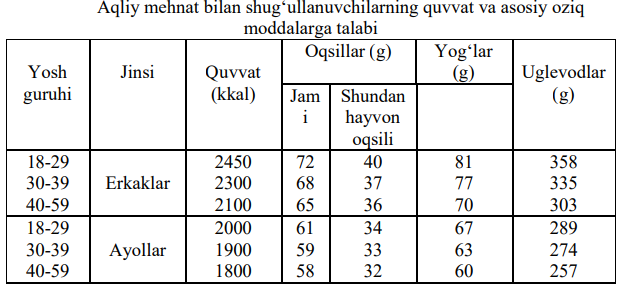 Aqliy mehnat bilan shug‘ullanuvchilarning quvvat va asosiy oziq
moddalarga talabi
Yosh guruhi Jinsi Quvvat (kkal) Oqsillar (g) Yog‘lar (g) Uglevodlar (g)
Jami Shundan hayvon oqsili
18-29 Erkaklar 2450 72 40 81 358
30-39 2300 68 37 77 335
40-59 2100 65 36 70 303
18-29 Ayollar 2000 61 34 67 289
30-39 1900 59 33 63 274
40-59 1800 58 32 60 257